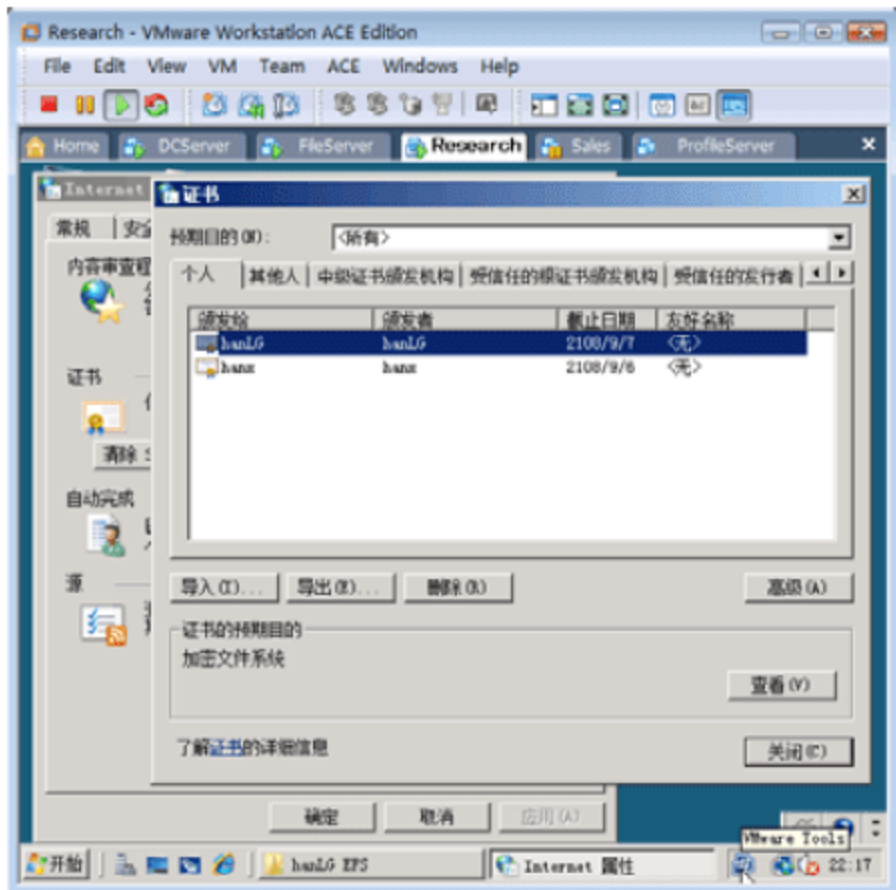 Research - VMware Workstation ACE Edition
File Edit View VM Team ACE Windows Help
Home DCServer FileServer Research Sales ProfileServer
Internet
证书
常规
预期目的(N): <所有>
内容审查程
个人 其他人 中级证书颁发机构 受信任的根证书颁发机构 受信任的发行者
颁发给 颁发者 截止日期 友好名称
hanLG hanLG 2108/9/7 <无>
hanx hanx 2108/9/6 <无>
证书
清除
自动完成
源
导入(I)... 导出(E)... 删除(R) 高级(A)
证书的预期目的
加密文件系统
查看(V)
了解证书的详细信息
关闭(C)
确定 取消 应用(A)
VMware Tools
开始 hanLG EFS Internet 属性 22:17